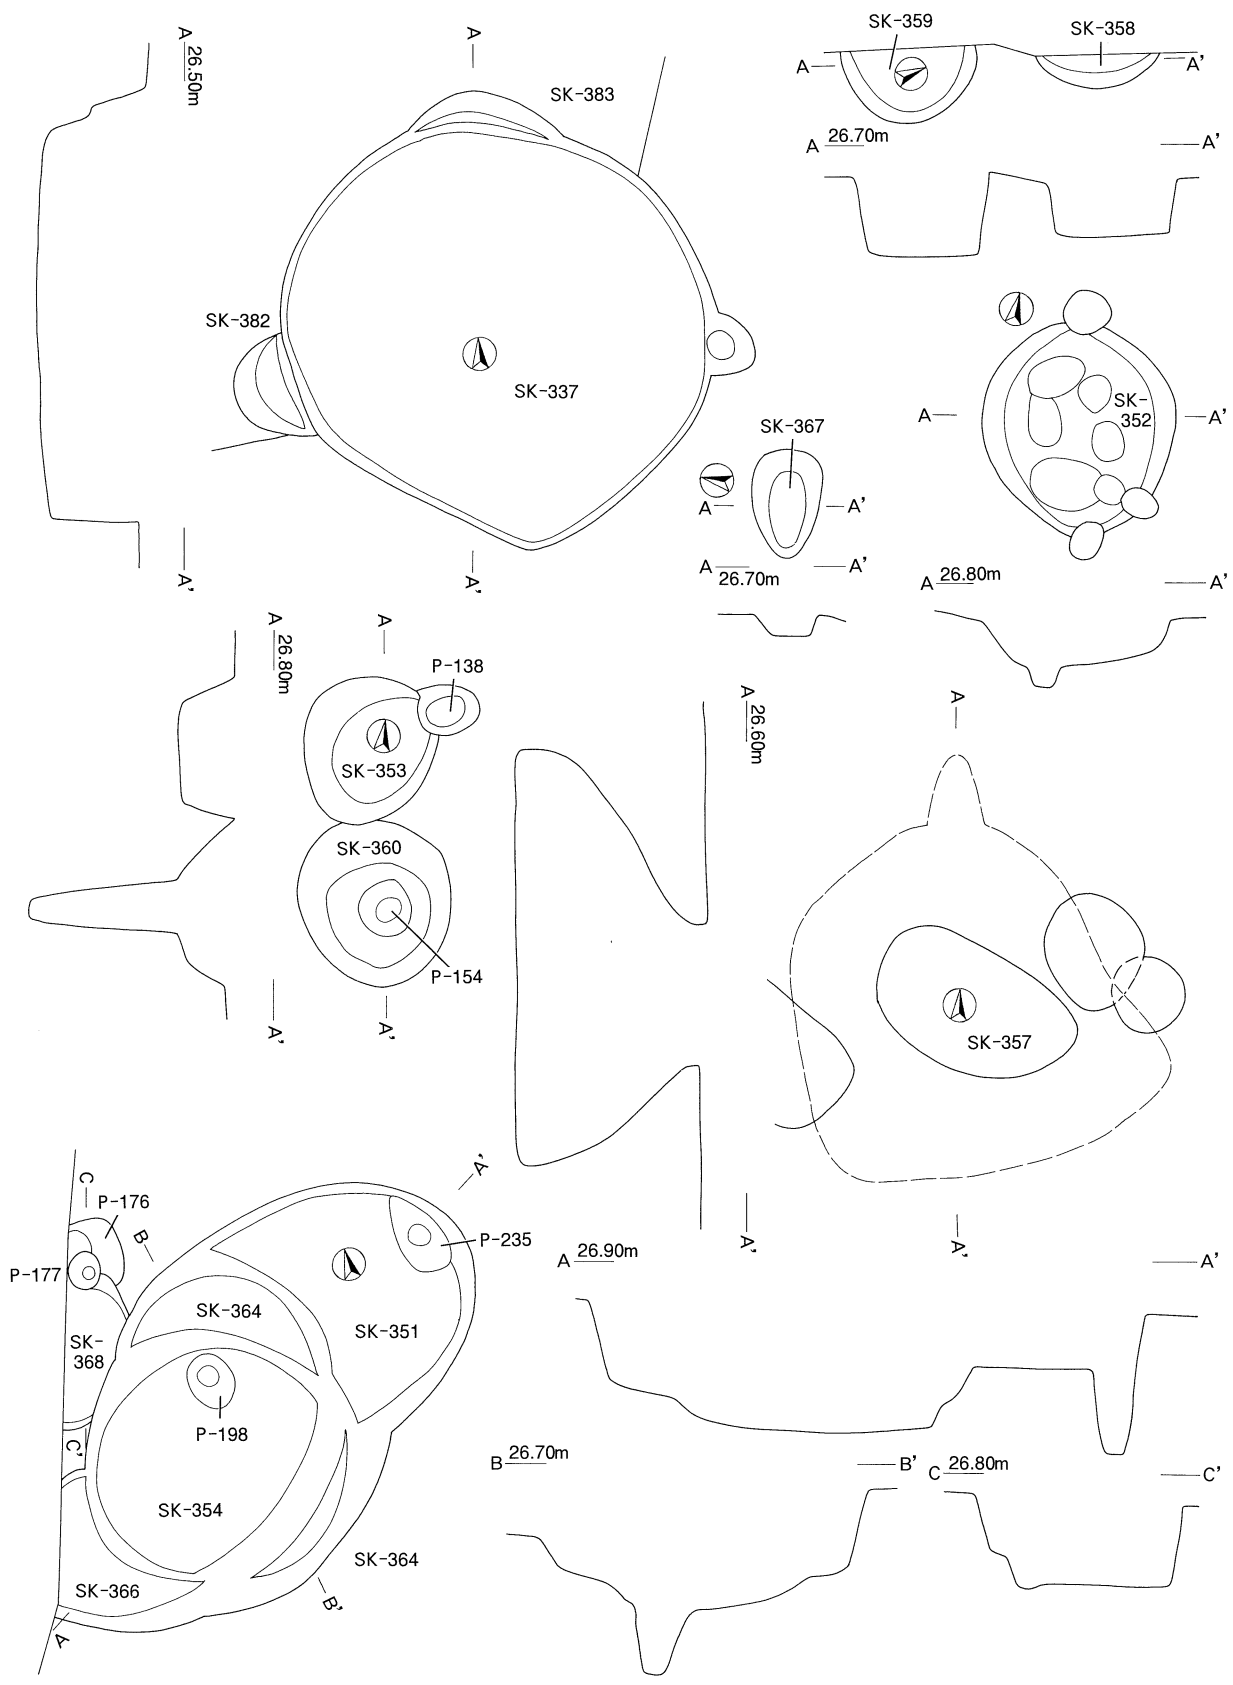 A
26.50m
A'
A
SK-383
SK-382
SK-337
A'
SK-359
SK-358
A
A'
A 26.70m
A'
SK-367
A
A'
A 26.70m
A'
SK-
352
A
A'
A 26.80m
A'
A
26.80m
A'
A
P-138
SK-353
SK-360
P-154
A'
A
26.60m
A'
A
SK-357
A'
C
P-176
B
A'
P-235
P-177
SK-364
SK-351
SK-
368
P-198
C'
SK-354
SK-364
SK-366
B'
A
A 26.90m
A'
B 26.70m
B'
C 26.80m
C'